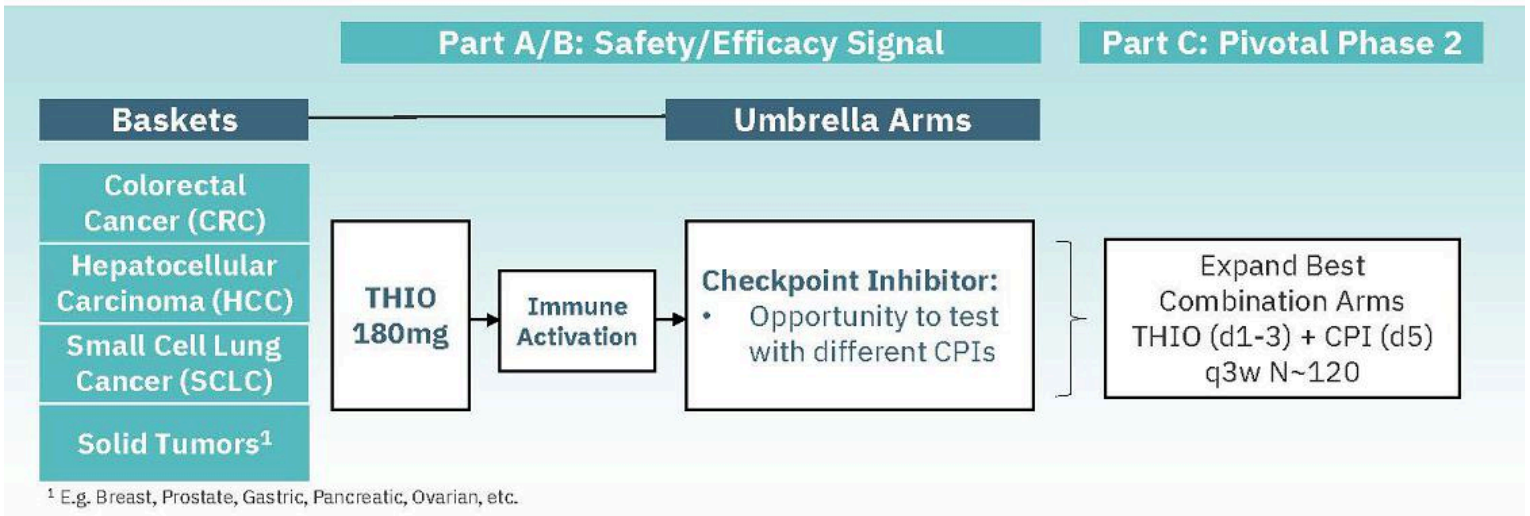 Part A/B: Safety/Efficacy Signal
Part C: Pivotal Phase 2
Baskets
Umbrella Arms
Colorectal
Cancer (CRC)
Hepatocellular
Carcinoma (HCC)
Small Cell Lung
Cancer (SCLC)
Solid Tumors¹
THIO
180mg
Immune
Activation
Checkpoint Inhibitor:
• Opportunity to test
with different CPIs
Expand Best
Combination Arms
THIO (d1-3) + CPI (d5)
q3w N~120
¹ E.g. Breast, Prostate, Gastric, Pancreatic, Ovarian, etc.